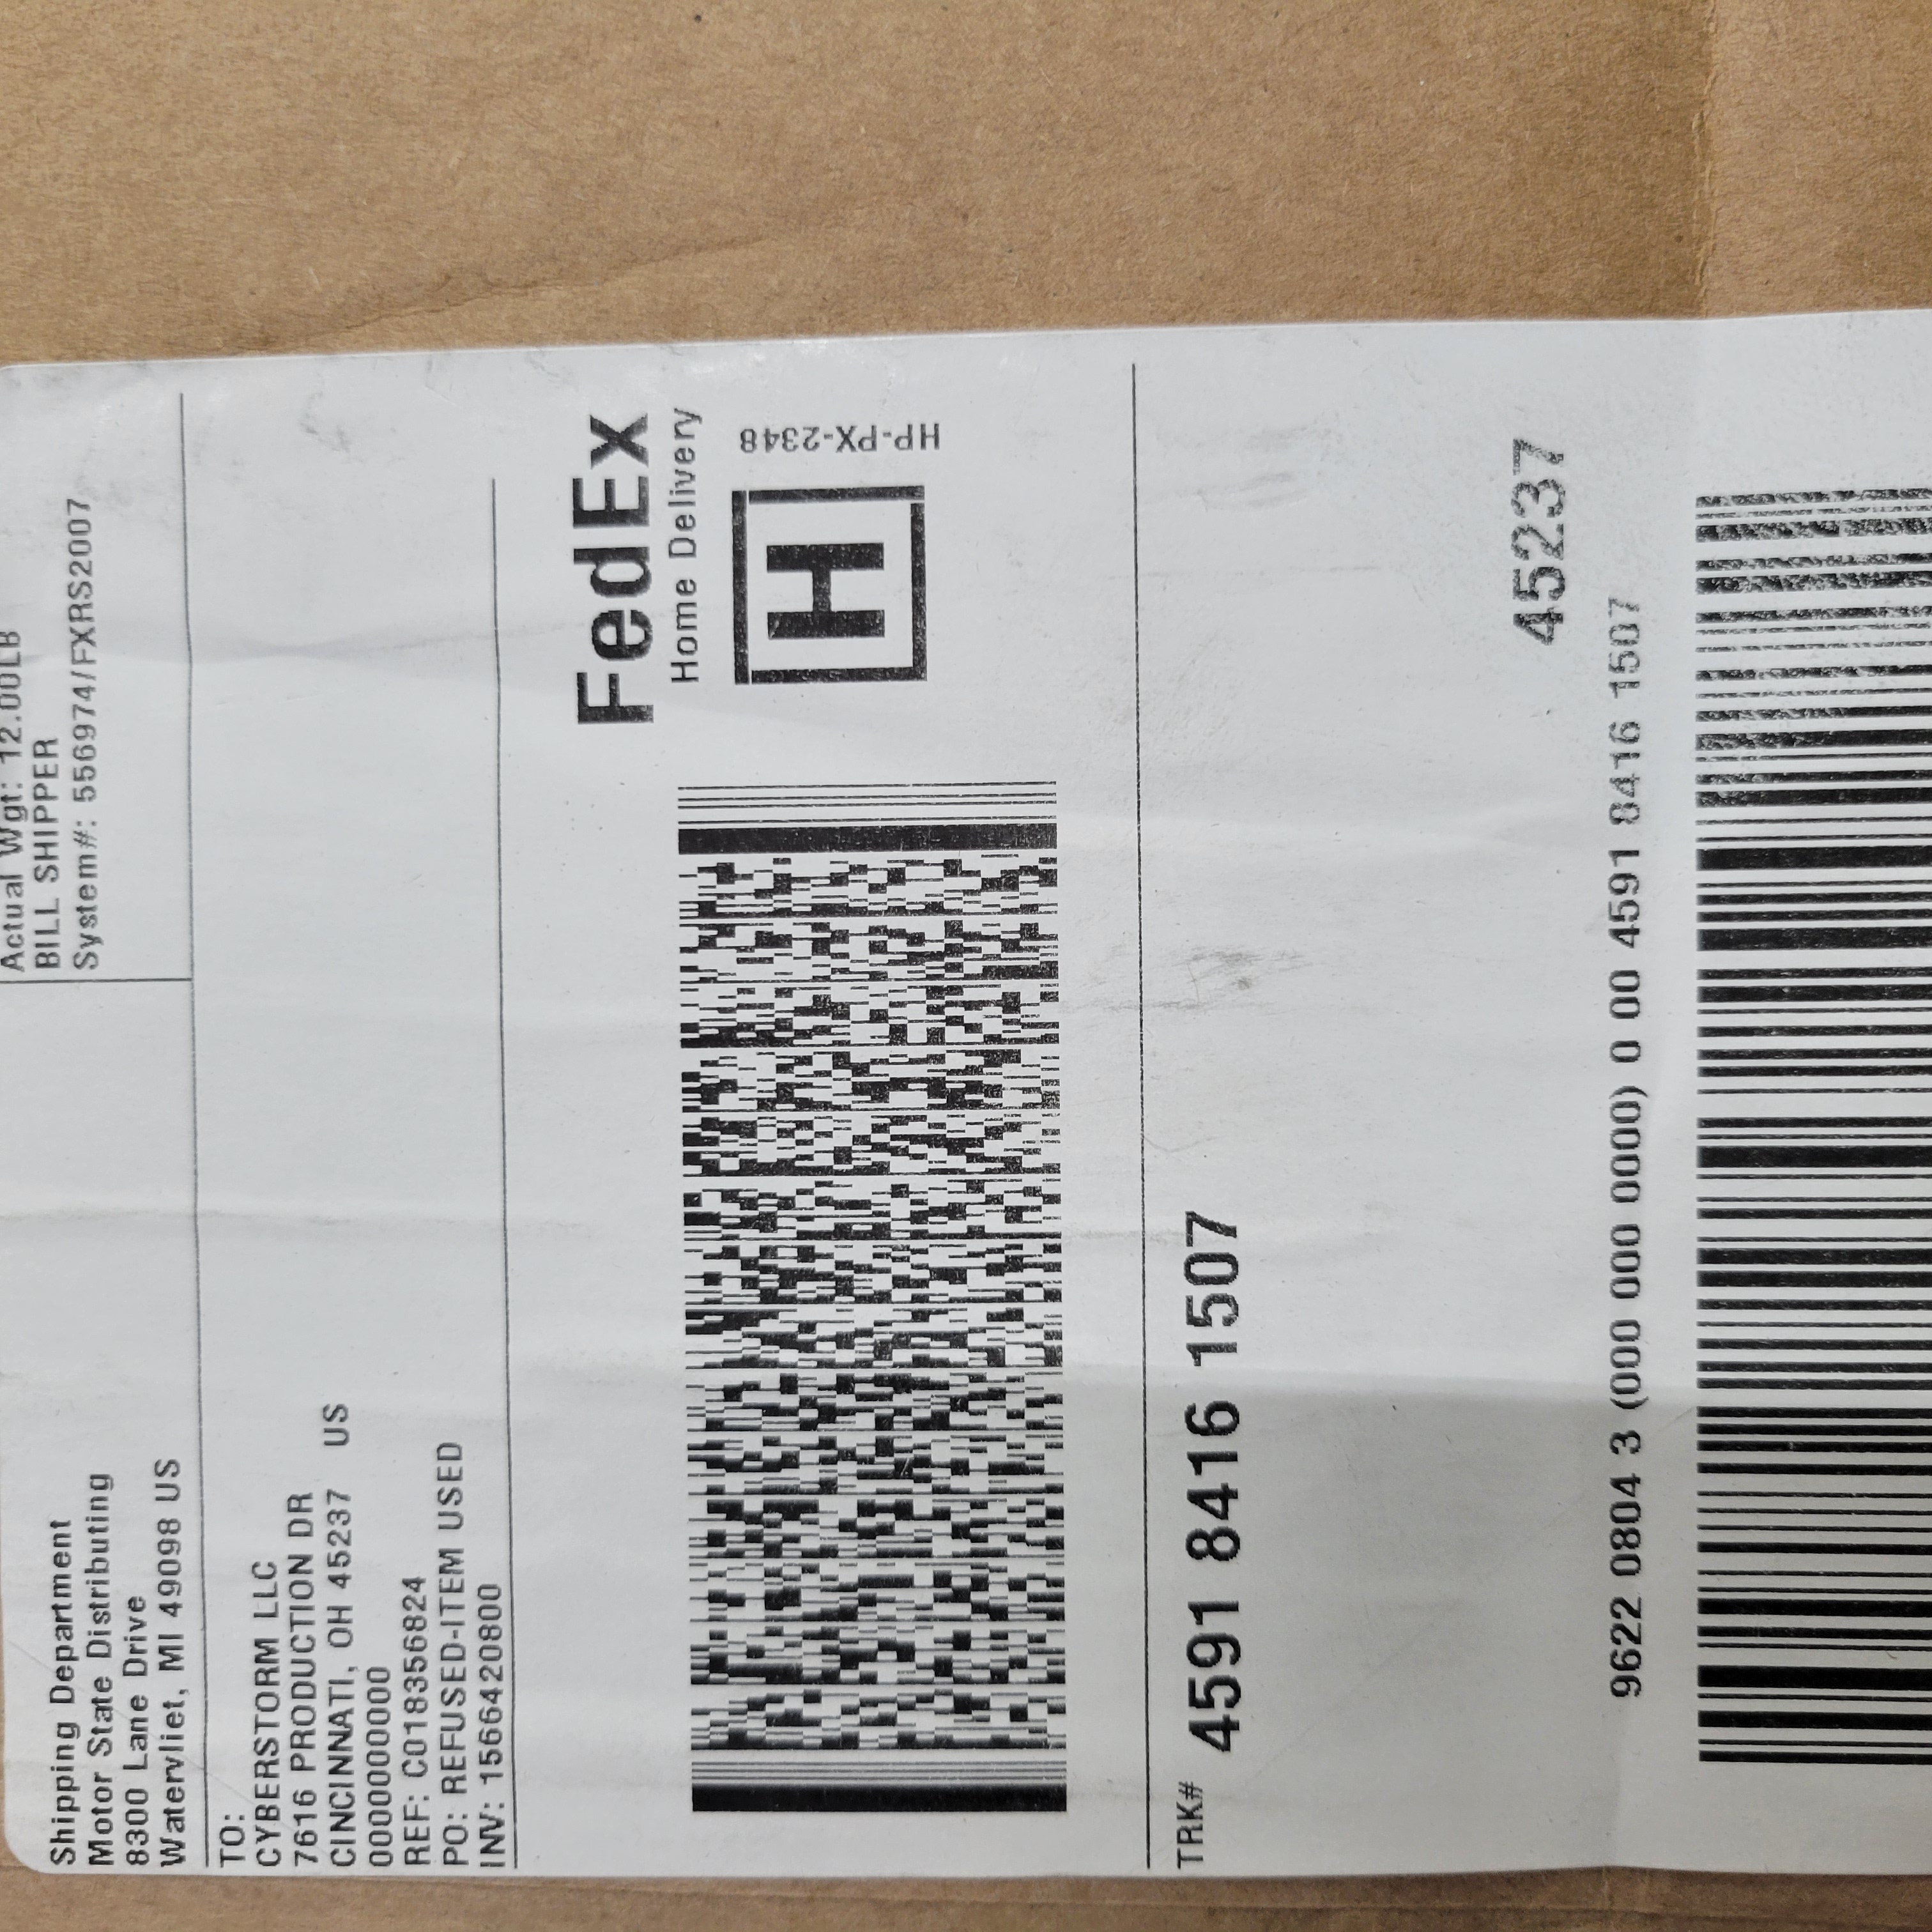 Shipping Department
Motor State Distributing
8300 Lane Drive
Watervliet, MI 49098 US
Actual Wgt: 12.00LB
BILL SHIPPER
System#: 556974/FXRS2007
TO:
CYBERSTORM LLC
7616 PRODUCTION DR
CINCINNATI, OH 45237 US
0000000000
REF: C018356824
PO: REFUSED-ITEM USED
INV: 1566420800
FedEx
Home Delivery
H
HP-PX-2348
TRK# 4591 8416 1507
45237
9622 0804 3 (000 000 0000) 0 00 4591 8416 1507